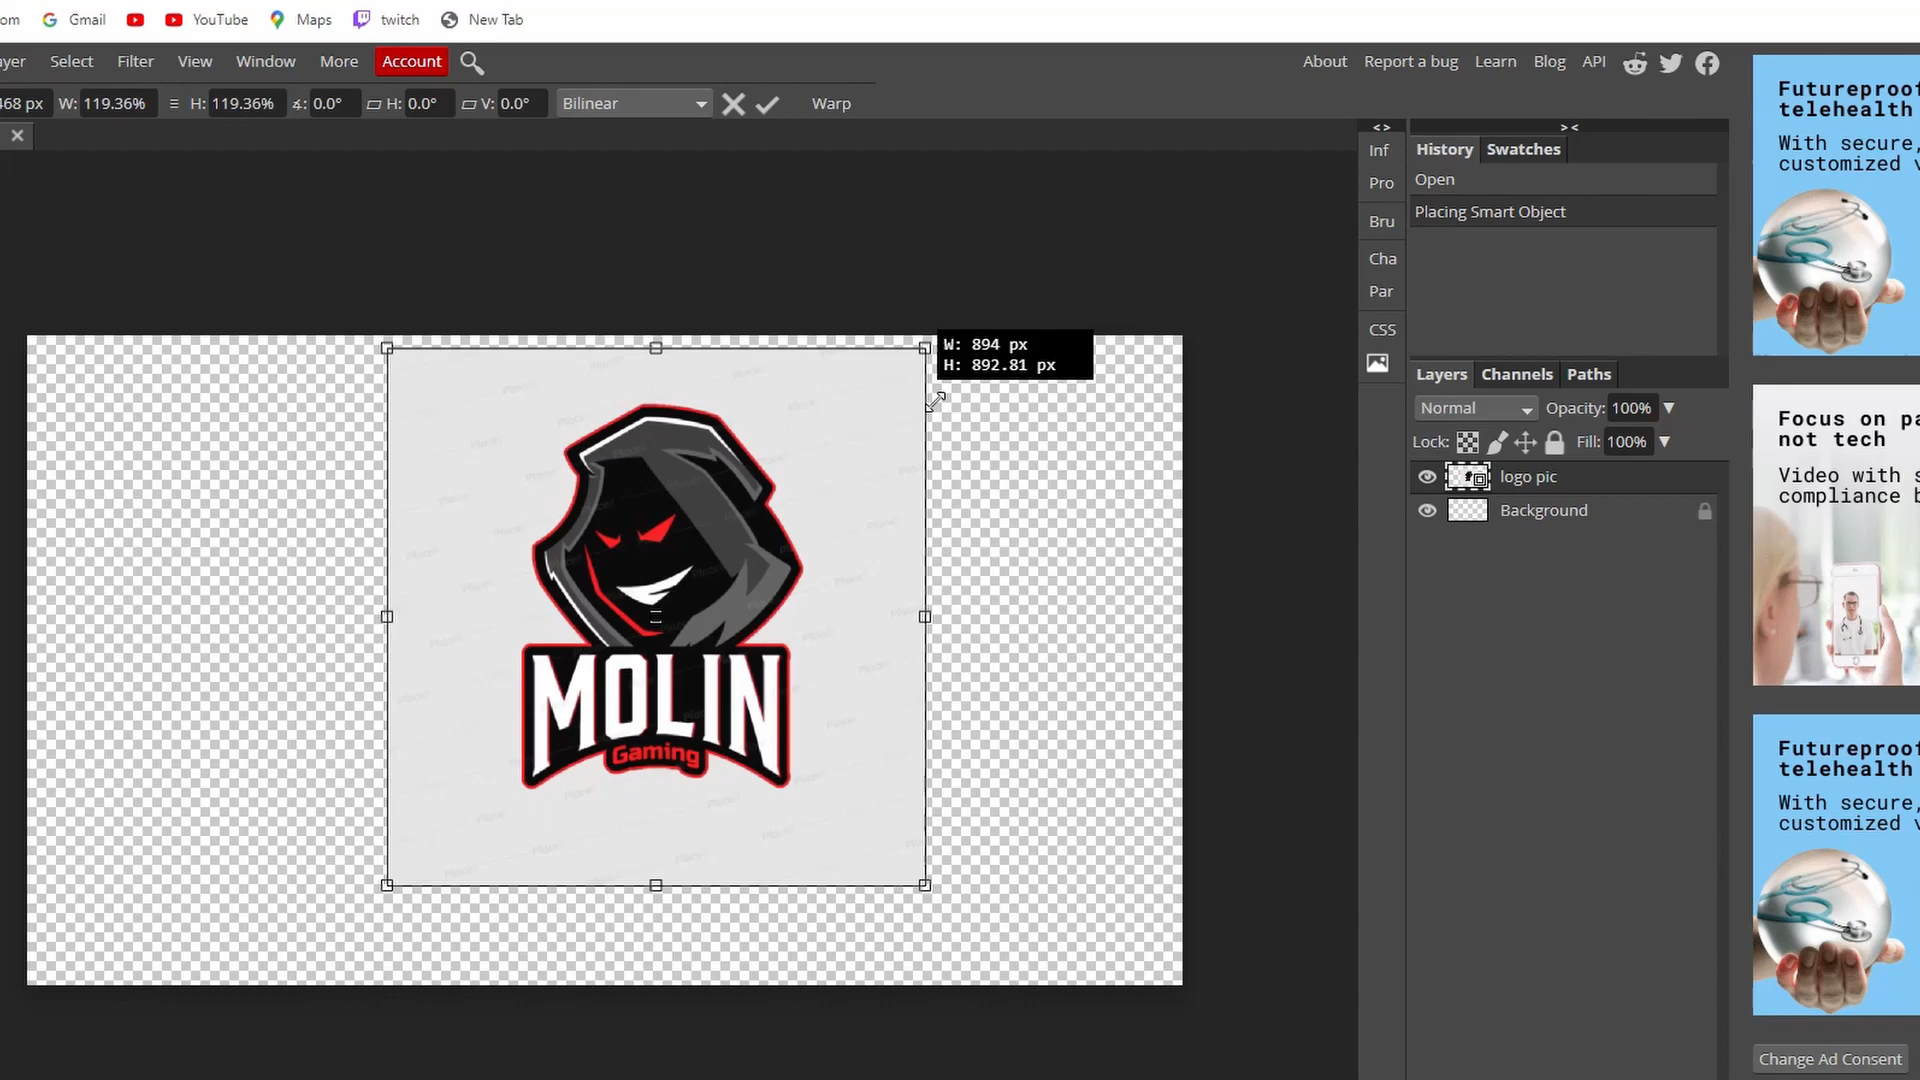 om Gmail YouTube Maps twitch New Tab
ayer Select Filter View Window More Account About Report a bug Learn Blog API
468 px W: 119.36% H: 119.36% ∡: 0.0° H: 0.0° V: 0.0° Bilinear Warp
< > > <
Inf
Pro
Bru
Cha
Par
CSS
History Swatches
Open
Placing Smart Object
W: 894 px
H: 892.81 px
Layers Channels Paths
Normal Opacity: 100%
Lock: Fill: 100%
logo pic
Background
MOLIN
Gaming
Futureproof
telehealth
With secure,
customized v
Focus on pa
not tech
Video with s
compliance b
Futureproof
telehealth
With secure,
customized v
Change Ad Consent